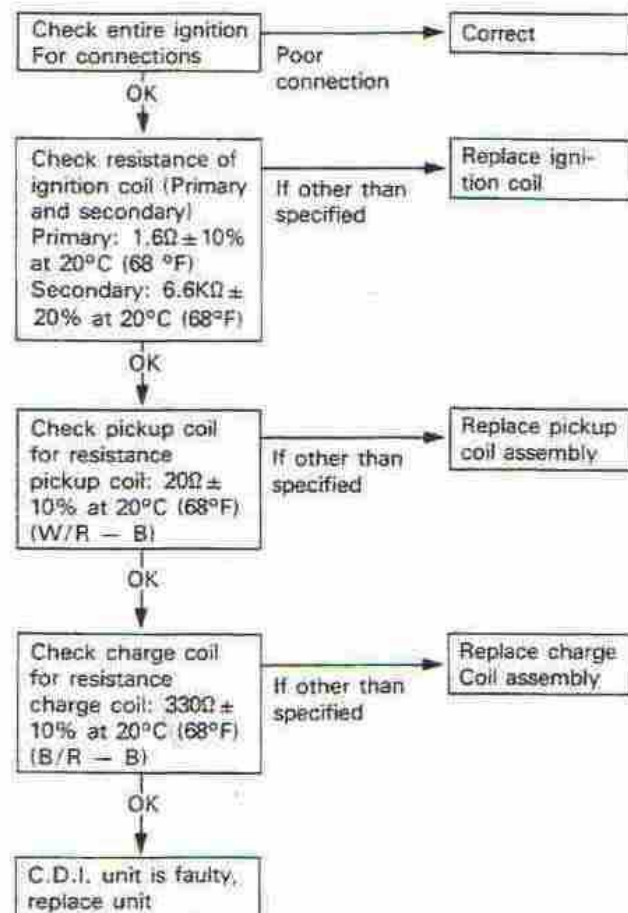 Check entire ignition
For connections
Poor
connection
Correct
OK
Check resistance of
ignition coil (Primary
and secondary)
Primary: 1.6Ω±10%
at 20°C (68 °F)
Secondary: 6.6KΩ±
20% at 20°C (68°F)
If other than
specified
Replace igni-
tion coil
OK
Check pickup coil
for resistance
pickup coil: 20Ω±
10% at 20°C (68°F)
(W/R — B)
If other than
specified
Replace pickup
coil assembly
OK
Check charge coil
for resistance
charge coil: 330Ω±
10% at 20°C (68°F)
(B/R — B)
If other than
specified
Replace charge
Coil assembly
OK
C.D.I. unit is faulty,
replace unit